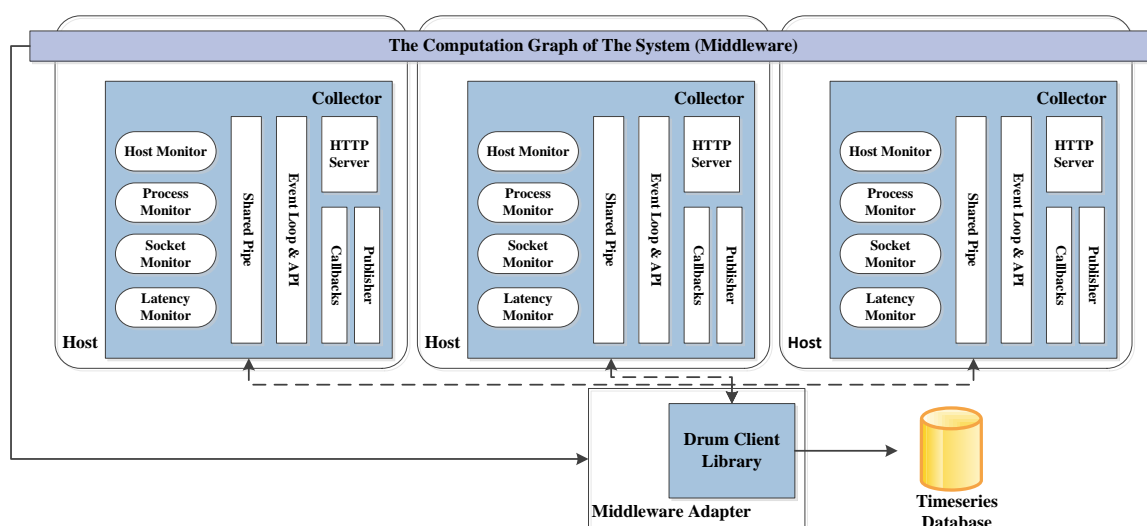 The Computation Graph of The System (Middleware)
Collector
Host Monitor
Process
Monitor
Socket
Monitor
Latency
Monitor
Shared Pipe
Event Loop & API
HTTP
Server
Callbacks
Publisher
Host
Collector
Host Monitor
Process
Monitor
Socket
Monitor
Latency
Monitor
Shared Pipe
Event Loop & API
HTTP
Server
Callbacks
Publisher
Host
Collector
Host Monitor
Process
Monitor
Socket
Monitor
Latency
Monitor
Shared Pipe
Event Loop & API
HTTP
Server
Callbacks
Publisher
Host
Drum Client
Library
Middleware Adapter
Timeseries
Database